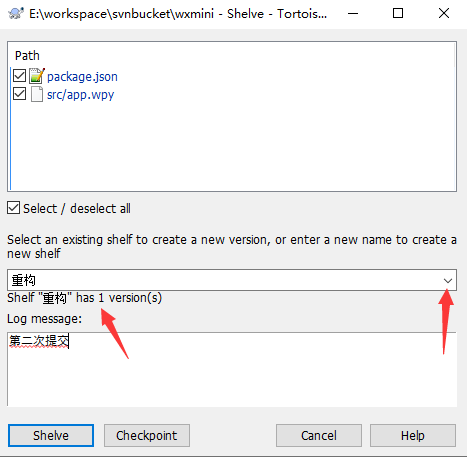 E:\workspace\svnbucket\wxmini - Shelve - Tortois...
Path
package.json
src/app.wpy
Select / deselect all
Select an existing shelf to create a new version, or enter a new name to create a
new shelf
重构
Shelf "重构" has 1 version(s)
Log message:
第二次提交
Shelve
Checkpoint
Cancel
Help